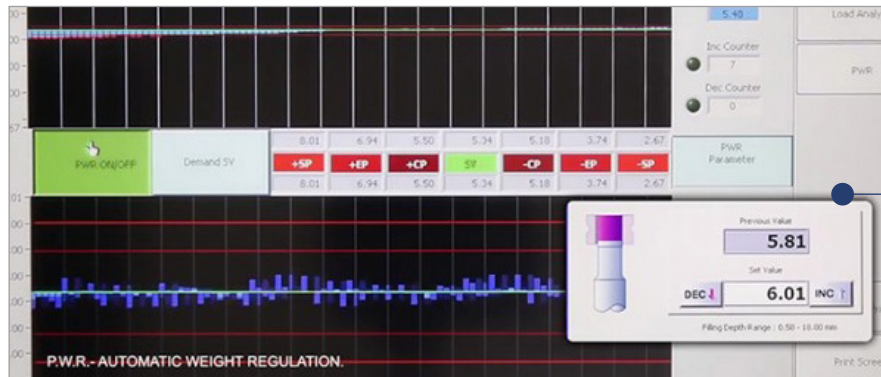 5.40
Load Analy
Inc Counter
7
PWR
Dec Counter
0
PWR ON/OFF
Demand SV
8.01 6.94 5.50 5.34 5.18 3.74 2.67
+SP +EP +CP SV -CP -EP -SP
8.01 6.94 5.50 5.34 5.18 3.74 2.67
PWR
Parameter
Previous Value
5.81
Set Value
DEC 6.01 INC
Filling Depth Range : 0.50 - 18.00 mm
P.W.R.- AUTOMATIC WEIGHT REGULATION.
Print Scree